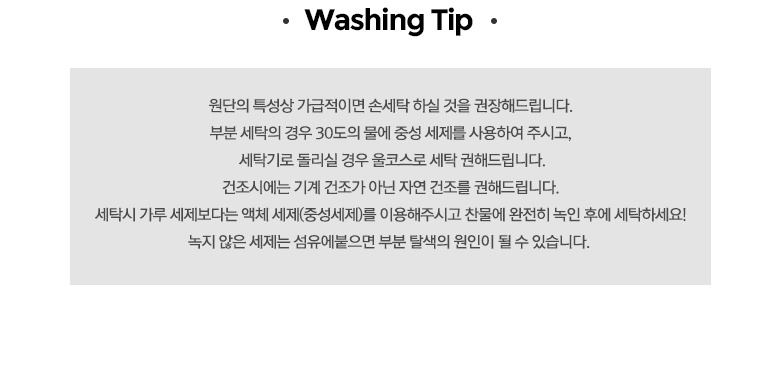 • Washing Tip •
원단의 특성상 가급적이면 손세탁 하실 것을 권장해드립니다.
부분 세탁의 경우 30도의 물에 중성 세제를 사용하여 주시고,
세탁기로 돌리실 경우 울코스로 세탁 권해드립니다.
건조시에는 기계 건조가 아닌 자연 건조를 권해드립니다.
세탁시 가루 세제보다는 액체 세제(중성세제)를 이용해주시고 찬물에 완전히 녹인 후에 세탁하세요!
녹지 않은 세제는 섬유에붙으면 부분 탈색의 원인이 될 수 있습니다.